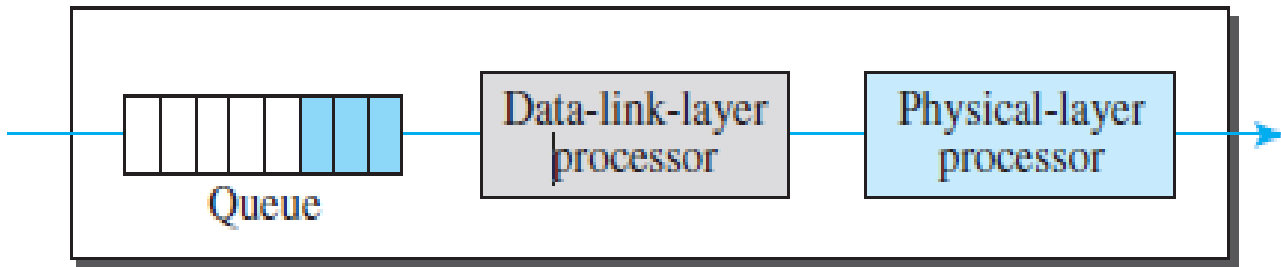 Data-link-layer
processor
Physical-layer
processor
Queue